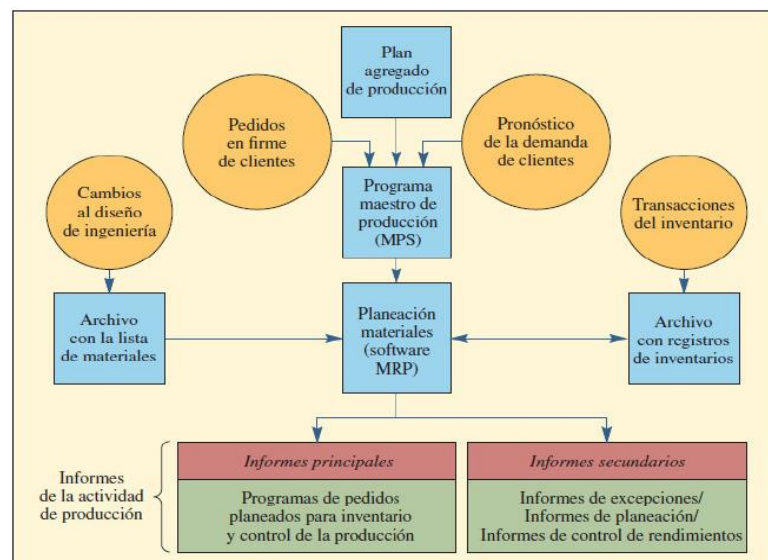 Plan
agregado
de producción
Pedidos
en firme
de clientes
Pronóstico
de la demanda
de clientes
Cambios
al diseño
de ingeniería
Programa
maestro de
producción
(MPS)
Transacciones
del inventario
Archivo
con la lista
de materiales
Planeación
materiales
(software
MRP)
Archivo
con registros
de inventarios
Informes
de la actividad
de producción
Informes principales
Programas de pedidos
planeados para inventario
y control de la producción
Informes secundarios
Informes de excepciones/
Informes de planeación/
Informes de control de rendimientos